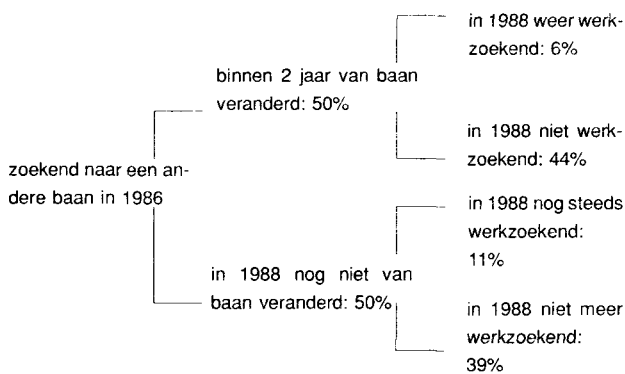 zoekend naar een an-
dere baan in 1986
binnen 2 jaar van baan
veranderd: 50%
in 1988 weer werk-
zoekend: 6%
in 1988 niet werk-
zoekend: 44%
in 1988 nog niet van
baan veranderd: 50%
in 1988 nog steeds
werkzoekend:
11%
in 1988 niet meer
werkzoekend:
39%